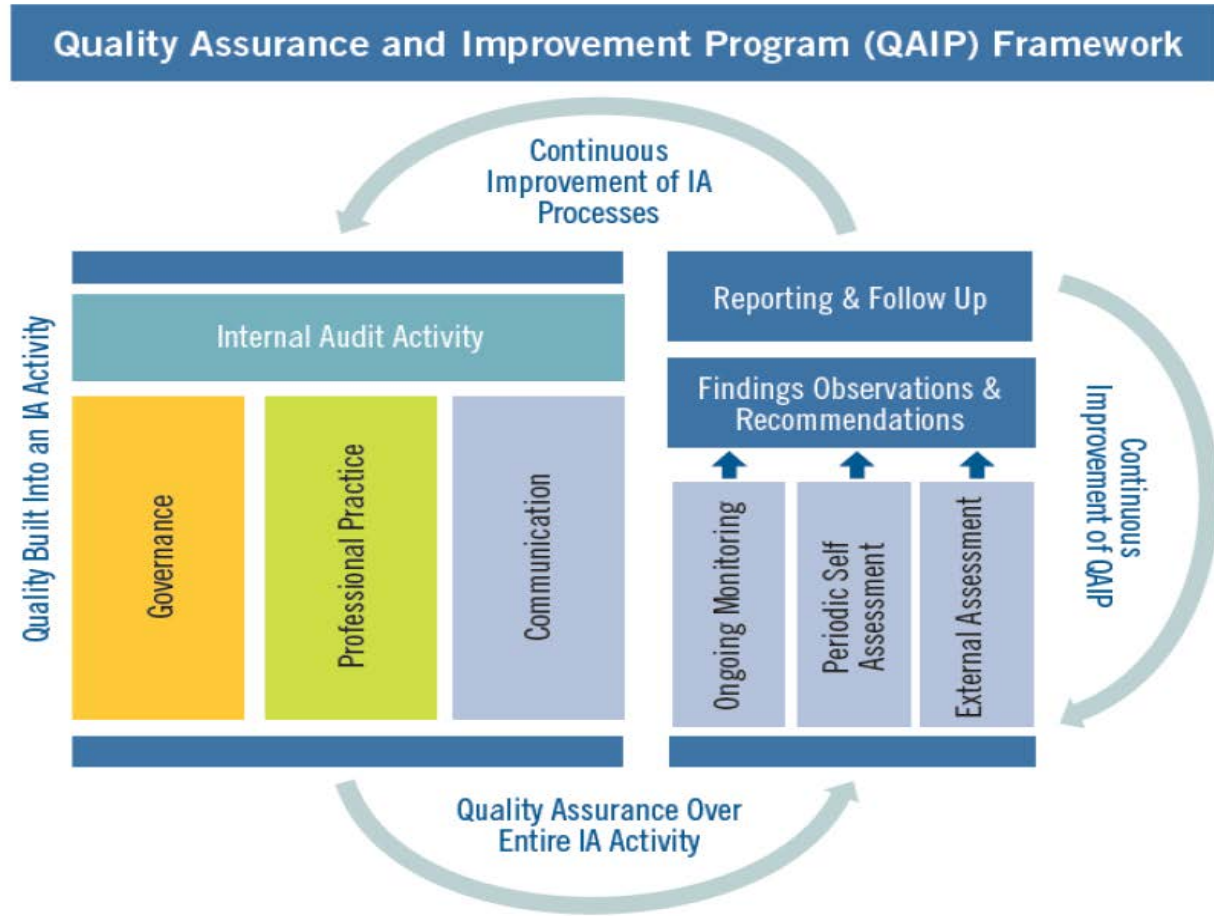 Quality Assurance and Improvement Program (QAIP) Framework
Continuous
Improvement of IA
Processes
Quality Built Into an IA Activity
Internal Audit Activity
Governance
Professional Practice
Communication
Reporting & Follow Up
Findings Observations &
Recommendations
Ongoing Monitoring
Periodic Self
Assessment
External Assessment
Continuous
Improvement of QAIP
Quality Assurance Over
Entire IA Activity